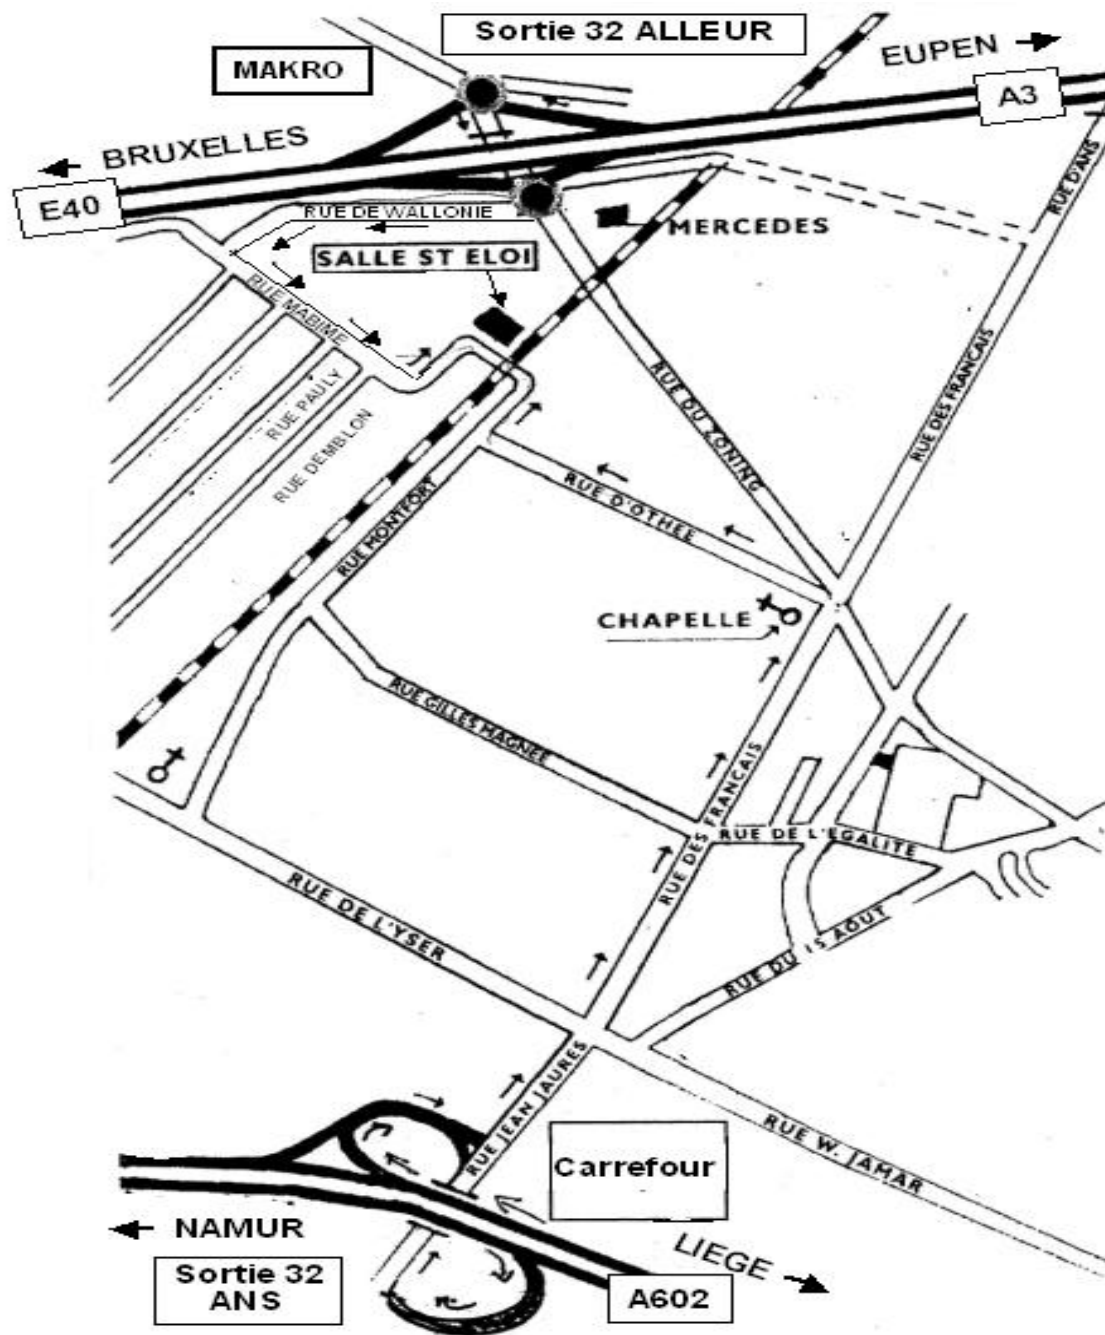 Sortie 32 ALLEUR
EUPEN
MAKRO
A3
BRUXELLES
E40
RUE D'ANS
RUE DE WALLONIE
MERCEDES
SALLE ST ELOI
RUE MABIME
RUE PAULY
RUE DEMBLON
RUE DU ZONING
RUE DES FRANCAIS
RUE D'OTHEE
RUE MONTFORT
CHAPELLE
RUE GILLES MAGNEE
RUE DES FRANCAIS
RUE DE L'EGALITE
RUE DE L'YSER
RUE DU 15 AOUT
RUE JEAN JAURES
RUE W. JAMAR
Carrefour
NAMUR
LIEGE
Sortie 32
ANS
A602